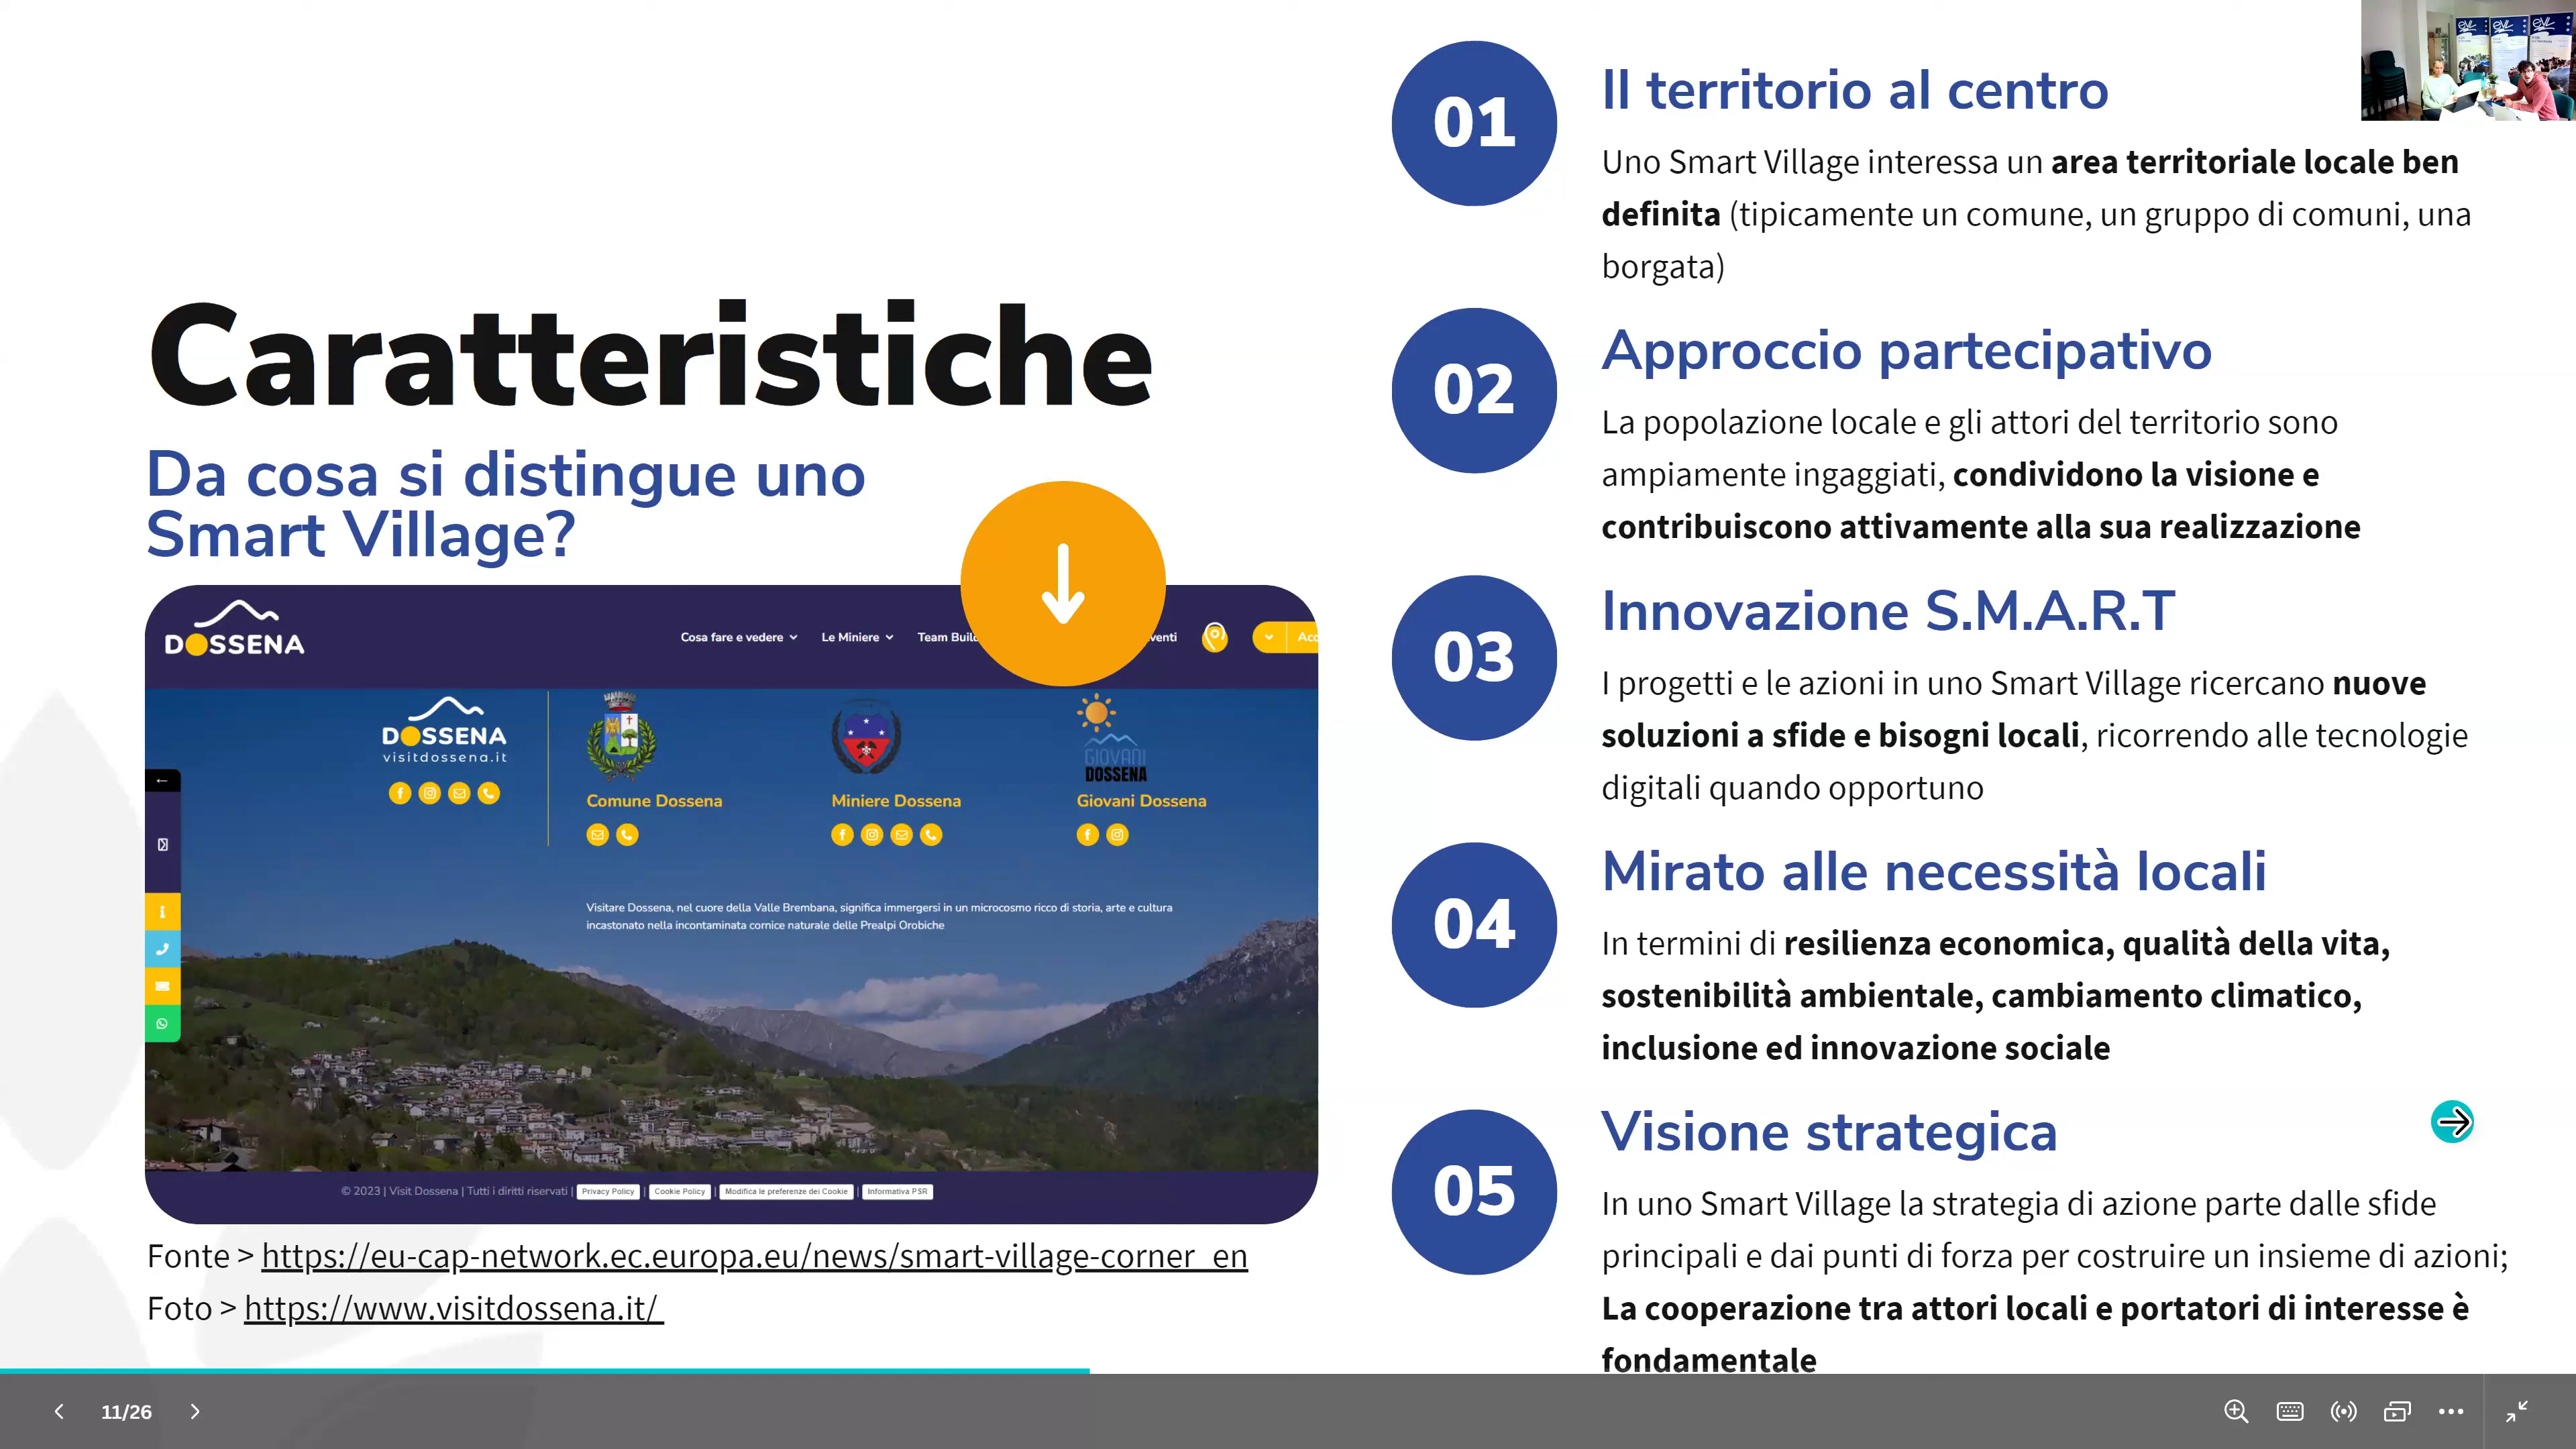 Caratteristiche
Da cosa si distingue uno
Smart Village?
DOSSENA
Cosa fare e vedere
Le Miniere
Team Build
venti
Acc
DOSSENA
visitdossena.it
Comune Dossena
Miniere Dossena
GIOVANI
DOSSENA
Giovani Dossena
Visitare Dossena, nel cuore della Valle Brembana, significa immergersi in un microcosmo ricco di storia, arte e cultura
incastonato nella incontaminata cornice naturale delle Prealpi Orobiche
© 2023 | Visit Dossena | Tutti i diritti riservati | Privacy Policy | Cookie Policy | Modifica le preferenze dei Cookie | Informativa PSR
Fonte > https://eu-cap-network.ec.europa.eu/news/smart-village-corner_en
Foto > https://www.visitdossena.it/
01
Il territorio al centro
Uno Smart Village interessa un area territoriale locale ben
definita (tipicamente un comune, un gruppo di comuni, una
borgata)
02
Approccio partecipativo
La popolazione locale e gli attori del territorio sono
ampiamente ingaggiati, condividono la visione e
contribuiscono attivamente alla sua realizzazione
03
Innovazione S.M.A.R.T
I progetti e le azioni in uno Smart Village ricercano nuove
soluzioni a sfide e bisogni locali, ricorrendo alle tecnologie
digitali quando opportuno
04
Mirato alle necessità locali
In termini di resilienza economica, qualità della vita,
sostenibilità ambientale, cambiamento climatico,
inclusione ed innovazione sociale
05
Visione strategica
In uno Smart Village la strategia di azione parte dalle sfide
principali e dai punti di forza per costruire un insieme di azioni;
La cooperazione tra attori locali e portatori di interesse è
fondamentale
11/26